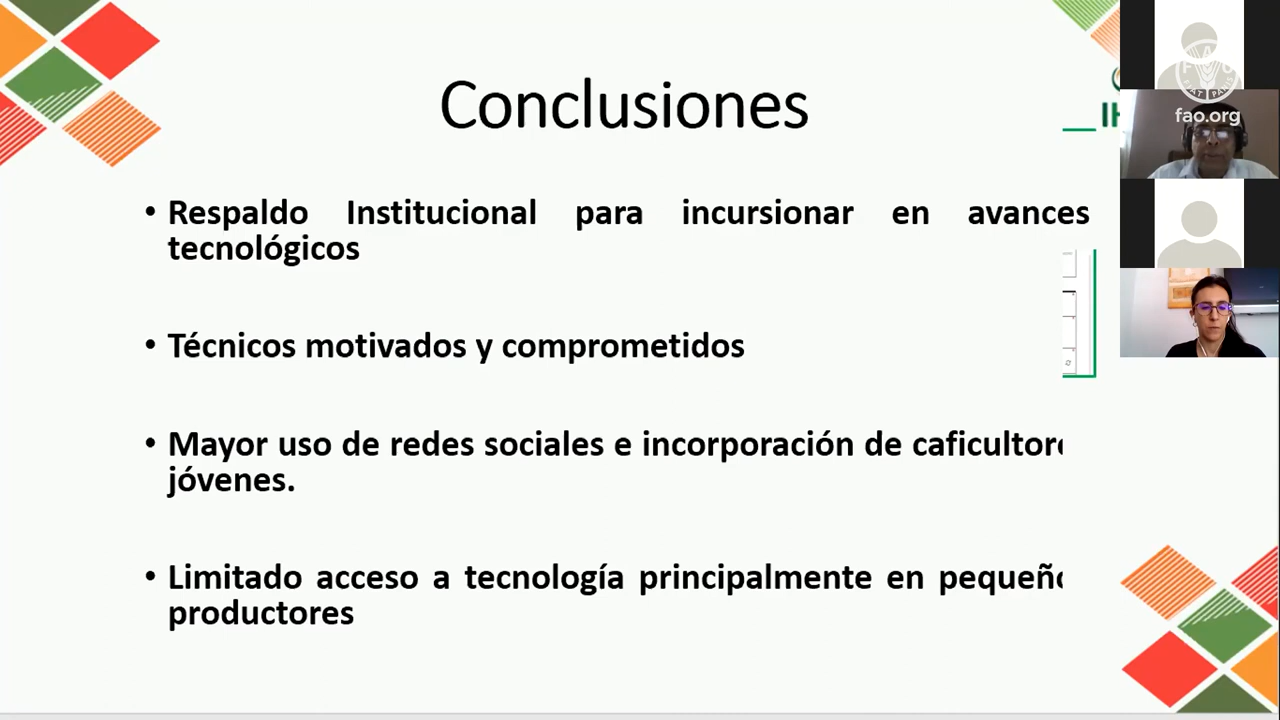 Conclusiones
fao.org
• Respaldo Institucional para incursionar en avances
tecnológicos
• Técnicos motivados y comprometidos
• Mayor uso de redes sociales e incorporación de
jóvenes.
• Limitado acceso a tecnología principalmente en
productores